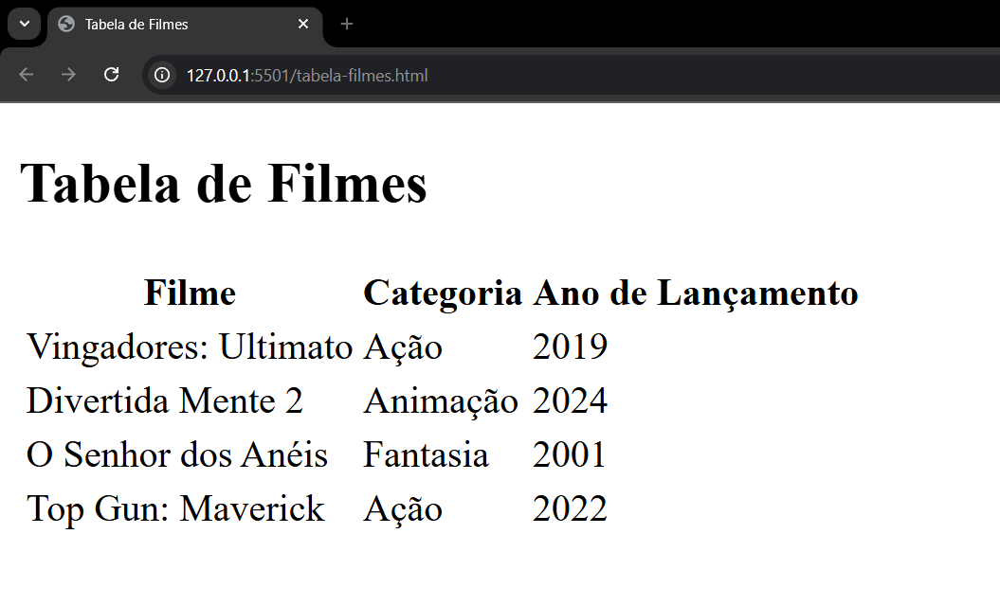 Tabela de Filmes
127.0.0.1:5501/tabela-filmes.html
Tabela de Filmes
Filme Categoria Ano de Lançamento
Vingadores: Ultimato Ação 2019
Divertida Mente 2 Animação 2024
O Senhor dos Anéis Fantasia 2001
Top Gun: Maverick Ação 2022